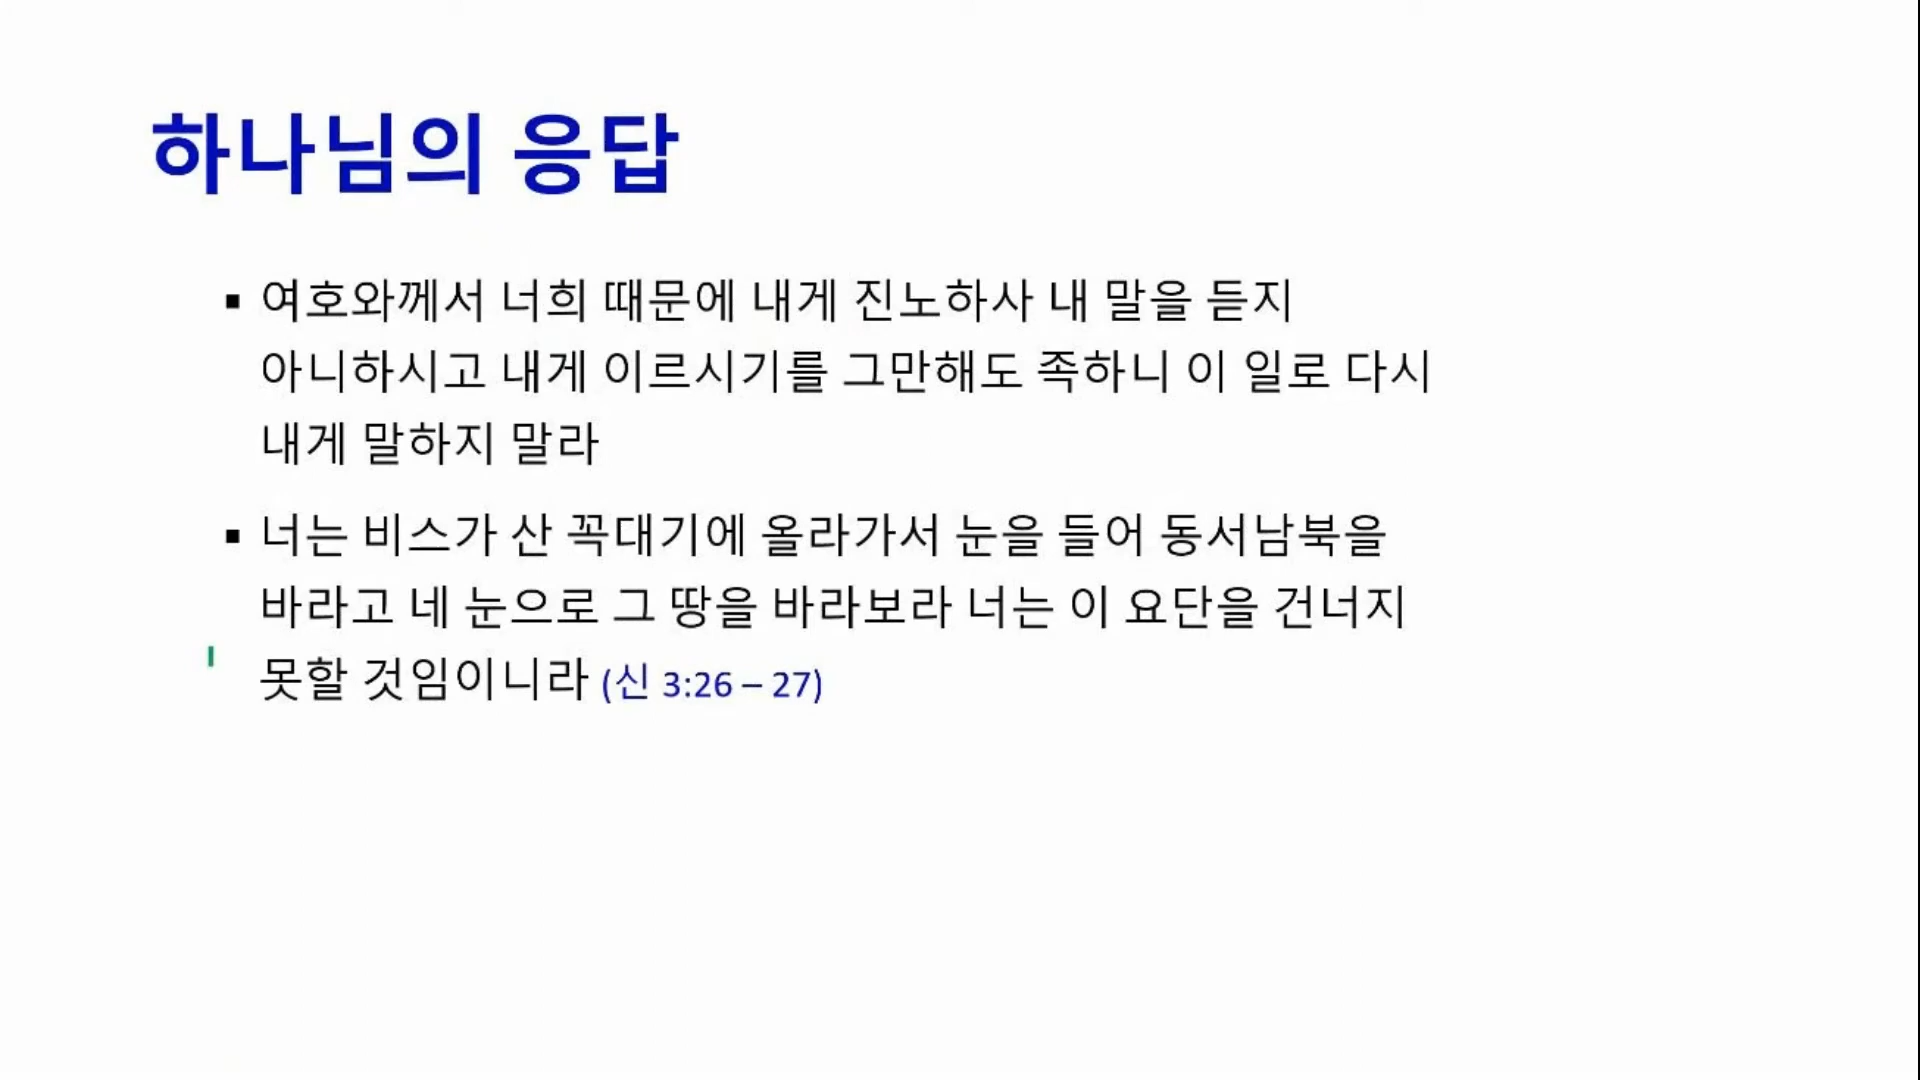 하나님의 응답
▪ 여호와께서 너희 때문에 내게 진노하사 내 말을 듣지
아니하시고 내게 이르시기를 그만해도 족하니 이 일로 다시
내게 말하지 말라
▪ 너는 비스가 산 꼭대기에 올라가서 눈을 들어 동서남북을
바라고 네 눈으로 그 땅을 바라보라 너는 이 요단을 건너지
못할 것임이니라 (신 3:26 – 27)